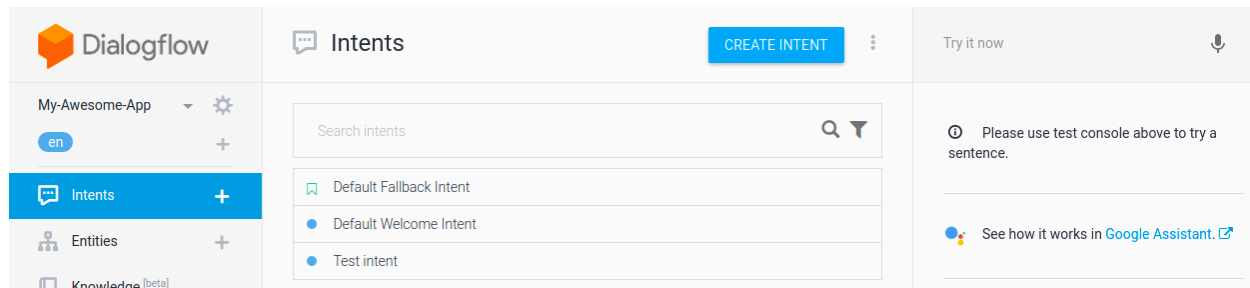 Dialogflow
My-Awesome-App
en
Intents
Entities
Knowledge [beta]
Intents
CREATE INTENT
Search intents
Default Fallback Intent
Default Welcome Intent
Test intent
Try it now
Please use test console above to try a
sentence.
See how it works in Google Assistant.